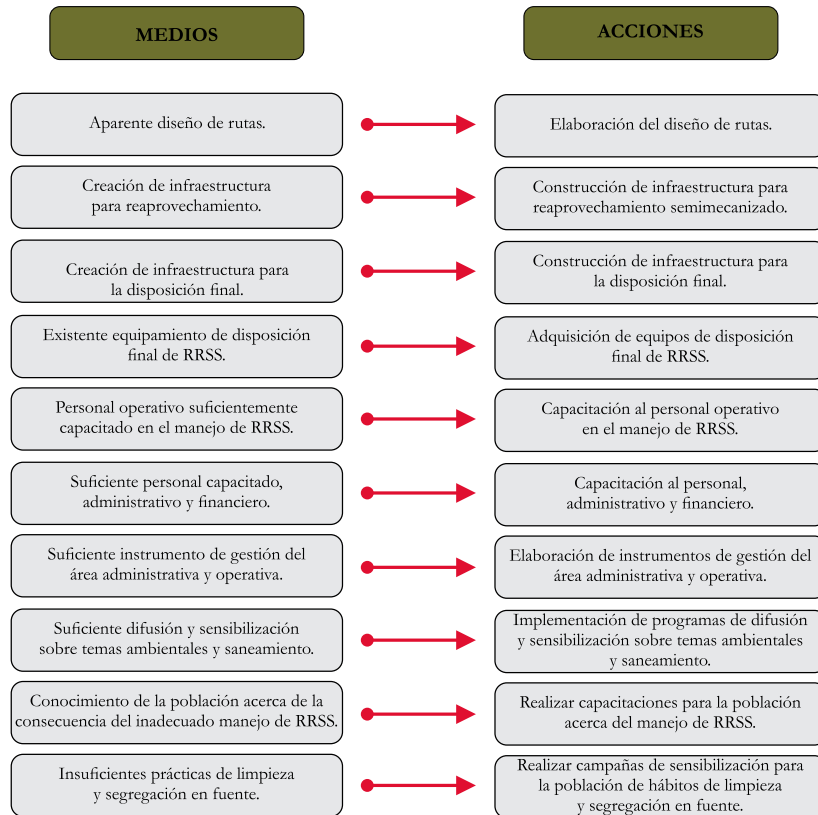 MEDIOS
ACCIONES
Aparente diseño de rutas.
Elaboración del diseño de rutas.
Creación de infraestructura
para reaprovechamiento.
Construcción de infraestructura para
reaprovechamiento semimecanizado.
Creación de infraestructura para
la disposición final.
Construcción de infraestructura para
la disposición final.
Existente equipamiento de disposición
final de RRSS.
Adquisición de equipos de disposición
final de RRSS.
Personal operativo suficientemente
capacitado en el manejo de RRSS.
Capacitación al personal operativo
en el manejo de RRSS.
Suficiente personal capacitado,
administrativo y financiero.
Capacitación al personal,
administrativo y financiero.
Suficiente instrumento de gestión del
área administrativa y operativa.
Elaboración de instrumentos de gestión del
área administrativa y operativa.
Suficiente difusión y sensibilización
sobre temas ambientales y saneamiento.
Implementación de programas de difusión
y sensibilización sobre temas ambientales
y saneamiento.
Conocimiento de la población acerca de la
consecuencia del inadecuado manejo de RRSS.
Realizar capacitaciones para la población
acerca del manejo de RRSS.
Insuficientes prácticas de limpieza
y segregación en fuente.
Realizar campañas de sensibilización para
la población de hábitos de limpieza
y segregación en fuente.